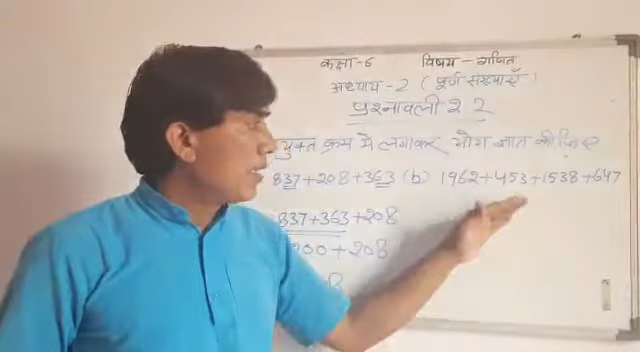 कक्षा-6 विषय-गणित
अध्याय-2 (पूर्ण संख्याएँ)
प्रश्नावली 2.2
युक्त क्रम में लगाकर योग ज्ञात कीजिए
837+208+363 (b) 1962+453+1538+647
837+363+208
200+208
8